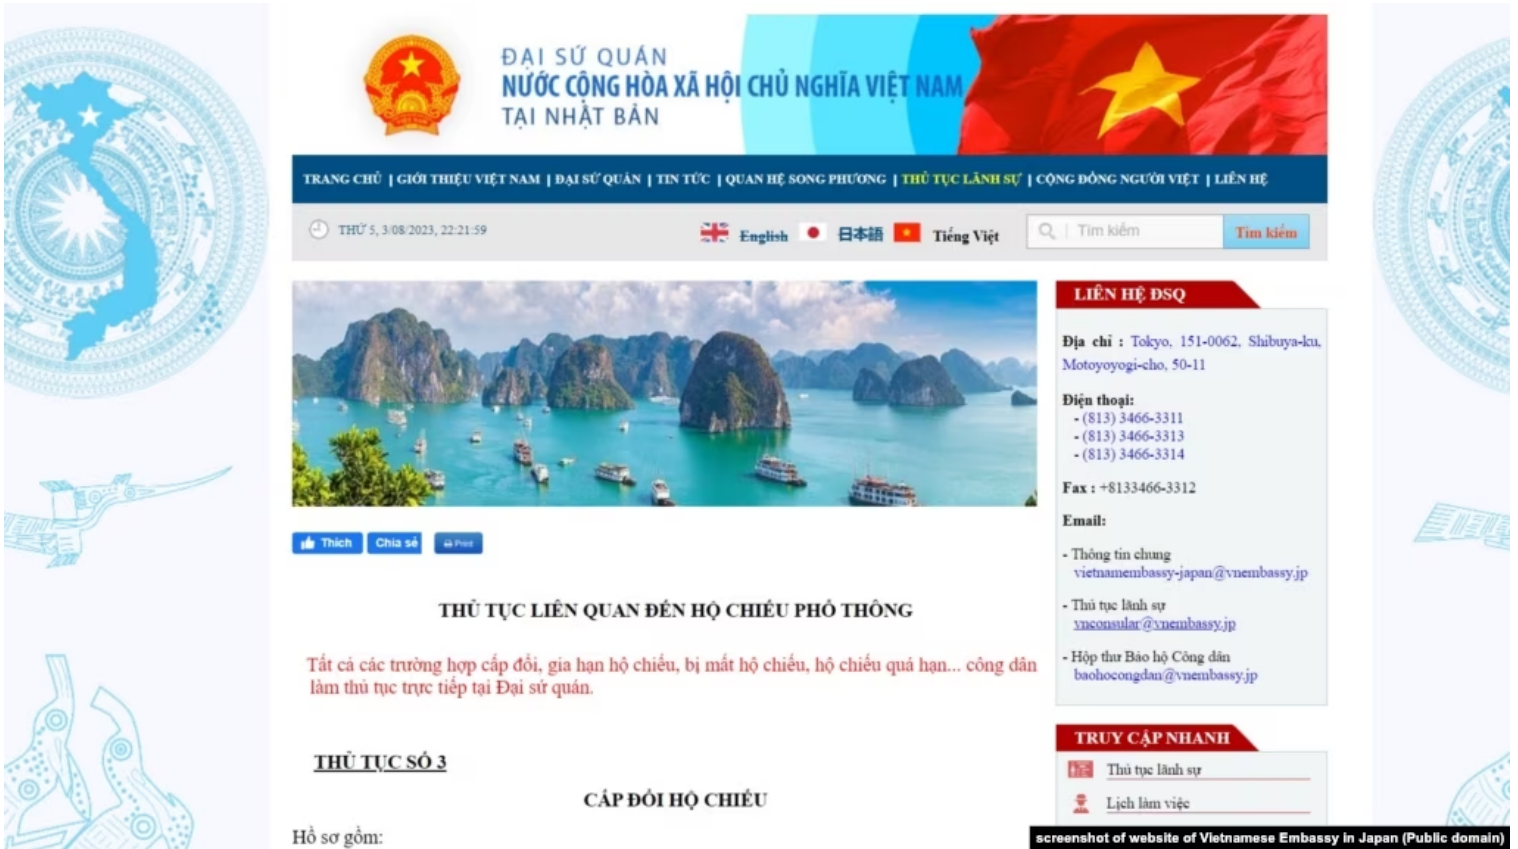 ĐẠI SỨ QUÁN
NƯỚC CỘNG HÒA XÃ HỘI CHỦ NGHĨA VIỆT NAM
TẠI NHẬT BẢN
TRANG CHỦ | GIỚI THIỆU VIỆT NAM | ĐẠI SỨ QUÁN | TIN TỨC | QUAN HỆ SONG PHƯƠNG | THỦ TỤC LÃNH SỰ | CỘNG ĐỒNG NGƯỜI VIỆT | LIÊN HỆ
THỨ 5, 3/08/2023, 22:21:59
English 日本語 Tiếng Việt
Tìm kiếm
Tìm kiếm
LIÊN HỆ ĐSQ
Địa chỉ : Tokyo, 151-0062, Shibuya-ku,
Motoyoyogi-cho, 50-11
Điện thoại:
- (813) 3466-3311
- (813) 3466-3313
- (813) 3466-3314
Fax : +8133466-3312
Email:
- Thông tin chung
vietnamembassy-japan@vnembassy.jp
- Thủ tục lãnh sự
vnconsular@vnembassy.jp
- Hộp thư Bảo hộ Công dân
baohocongdan@vnembassy.jp
TRUY CẬP NHANH
Thủ tục lãnh sự
Lịch làm việc
Thích Chia sẻ Print
THỦ TỤC LIÊN QUAN ĐẾN HỘ CHIẾU PHỔ THÔNG
Tất cả các trường hợp cấp đổi, gia hạn hộ chiếu, bị mất hộ chiếu, hộ chiếu quá hạn... công dân
làm thủ tục trực tiếp tại Đại sứ quán.
THỦ TỤC SỐ 3
CẤP ĐỔI HỘ CHIẾU
Hồ sơ gồm:
screenshot of website of Vietnamese Embassy in Japan (Public domain)